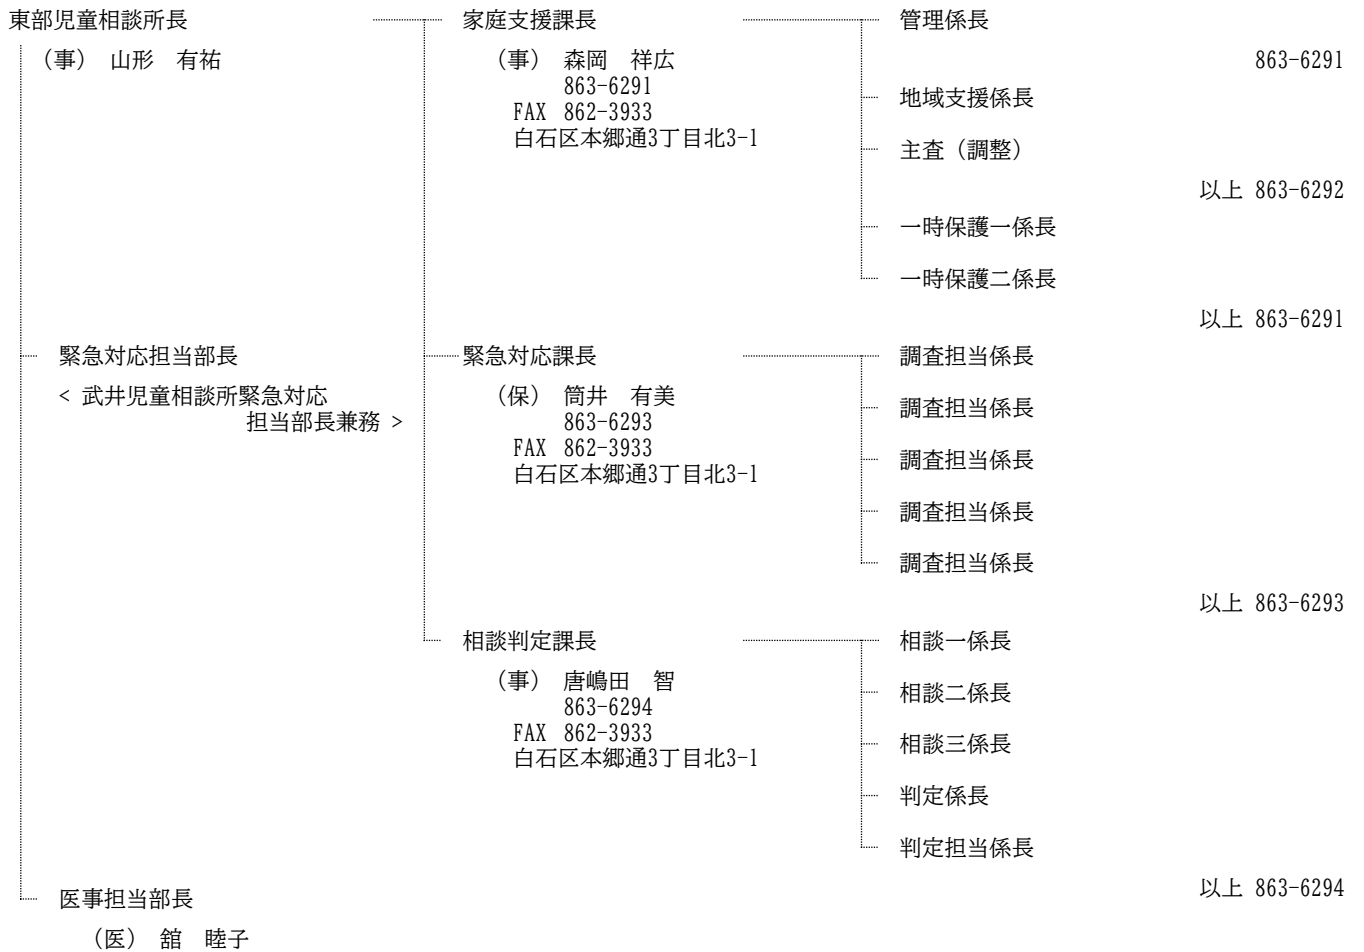 東部児童相談所長
（事） 山形　有祐
家庭支援課長
（事） 森岡　祥広
863-6291
FAX 862-3933
白石区本郷通3丁目北3-1
管理係長
863-6291
地域支援係長
主査（調整）
以上 863-6292
一時保護一係長
一時保護二係長
以上 863-6291
緊急対応担当部長
< 武井児童相談所緊急対応
担当部長兼務 >
緊急対応課長
（保） 筒井　有美
863-6293
FAX 862-3933
白石区本郷通3丁目北3-1
調査担当係長
調査担当係長
調査担当係長
調査担当係長
調査担当係長
以上 863-6293
相談判定課長
（事） 唐嶋田　智
863-6294
FAX 862-3933
白石区本郷通3丁目北3-1
相談一係長
相談二係長
相談三係長
判定係長
判定担当係長
以上 863-6294
医事担当部長
（医） 舘　睦子